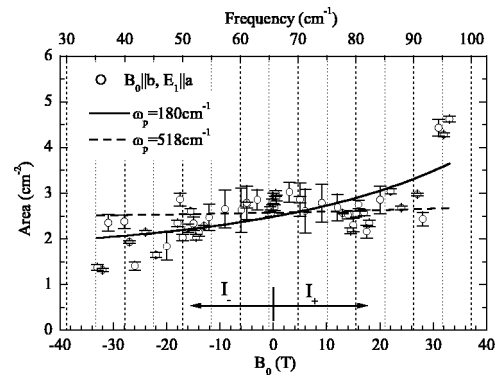 Frequency (cm⁻¹)
30 40 50 60 70 80 90 100
6
5
4
3
2
1
0
Area (cm⁻²)
B₀||b, E₁||a
ωₚ=180cm⁻¹
ωₚ=518cm⁻¹
I₋ I₊
-40 -30 -20 -10 0 10 20 30 40
B₀ (T)